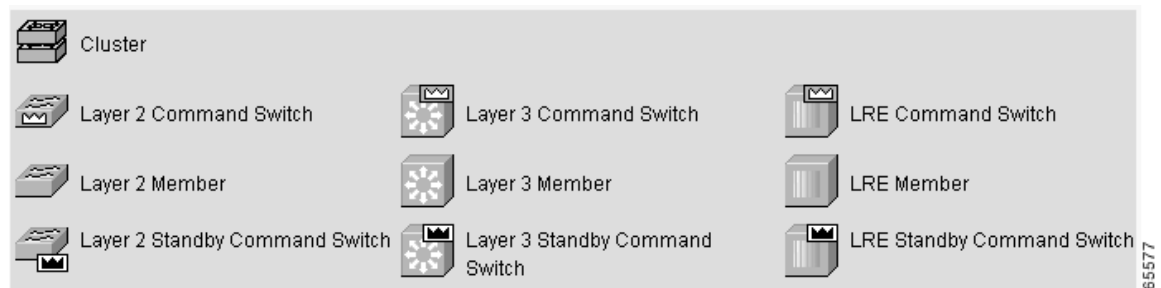 Cluster
Layer 2 Command Switch
Layer 3 Command Switch
LRE Command Switch
Layer 2 Member
Layer 3 Member
LRE Member
Layer 2 Standby Command Switch
Layer 3 Standby Command
Switch
LRE Standby Command Switch
65577